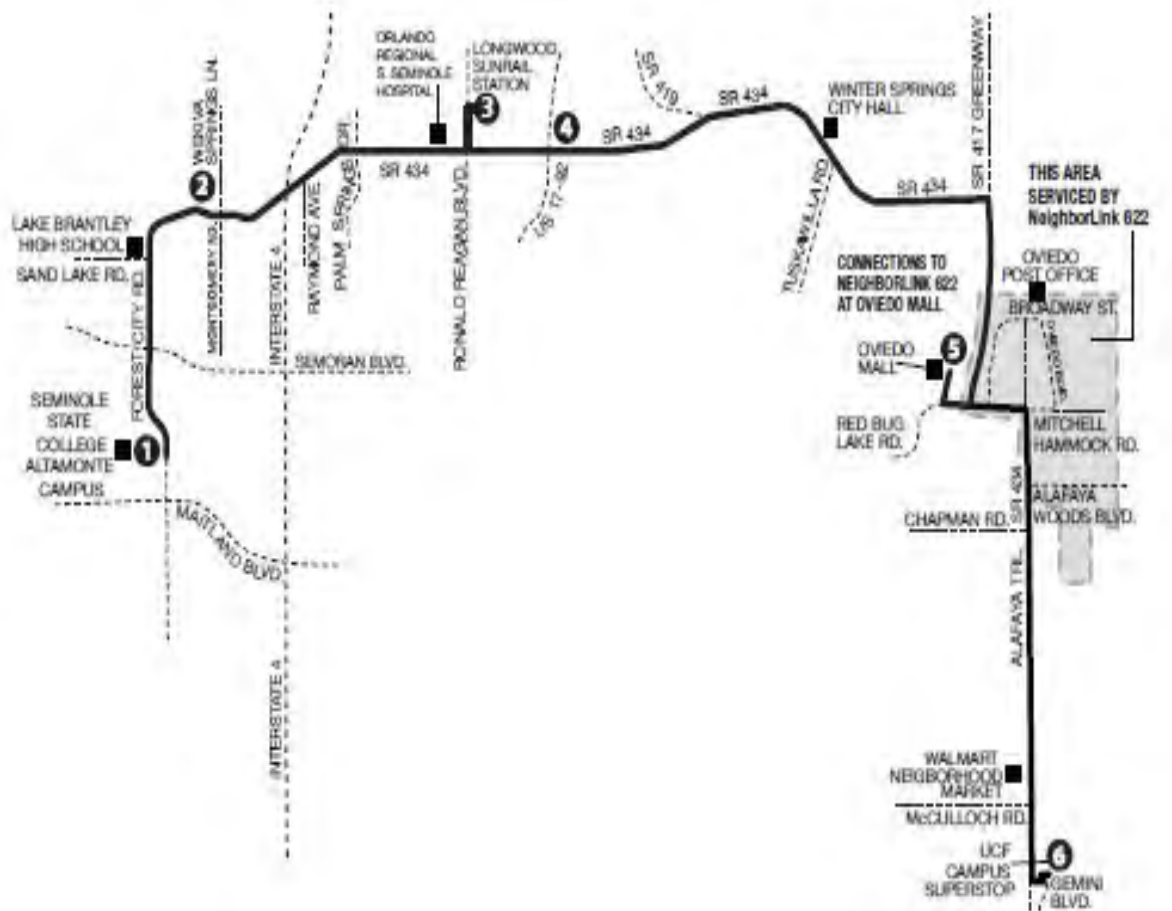 ORLANDO
REGIONAL
S. SEMINOLE
HOSPITAL
LONGWOOD
SUNRAIL
STATION
3
4
SR 419
SR 434
WINTER SPRINGS
CITY HALL
SR 417 GREENWAY
WEKIVA
SPRINGS LN.
2
PALM SPRINGS DR.
SR 434
SR 434
US 17-92
SR 434
THIS AREA
SERVICED BY
NeighborLink 622
LAKE BRANTLEY
HIGH SCHOOL
SAND LAKE RD.
FOREST CITY RD.
MONTGOMERY RD.
INTERSTATE 4
RAYMOND AVE.
RONALD REAGAN BLVD.
TUSKAWILLA RD.
CONNECTIONS TO
NEIGHBORLINK 622
AT OVIEDO MALL
OVIEDO
POST OFFICE
BROADWAY ST.
SEMORAN BLVD.
OVIEDO
MALL
5
SEMINOLE
STATE
COLLEGE
ALTAMONTE
CAMPUS
1
RED BUG
LAKE RD.
MITCHELL
HAMMOCK RD.
SR 434
ALAFAYA
WOODS BLVD.
MAITLAND BLVD.
CHAPMAN RD.
ALAFAYA TRL.
INTERSTATE 4
WALMART
NEIGBORHOOD
MARKET
McCULLOCH RD.
UCF
CAMPUS
SUPERSTOP
6
GEMINI
BLVD.